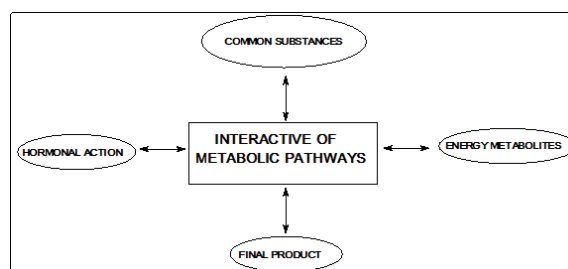 COMMON SUBSTANCES
INTERACTIVE OF
METABOLIC PATHWAYS
HORMONAL ACTION
ENERGY METABOLITES
FINAL PRODUCT